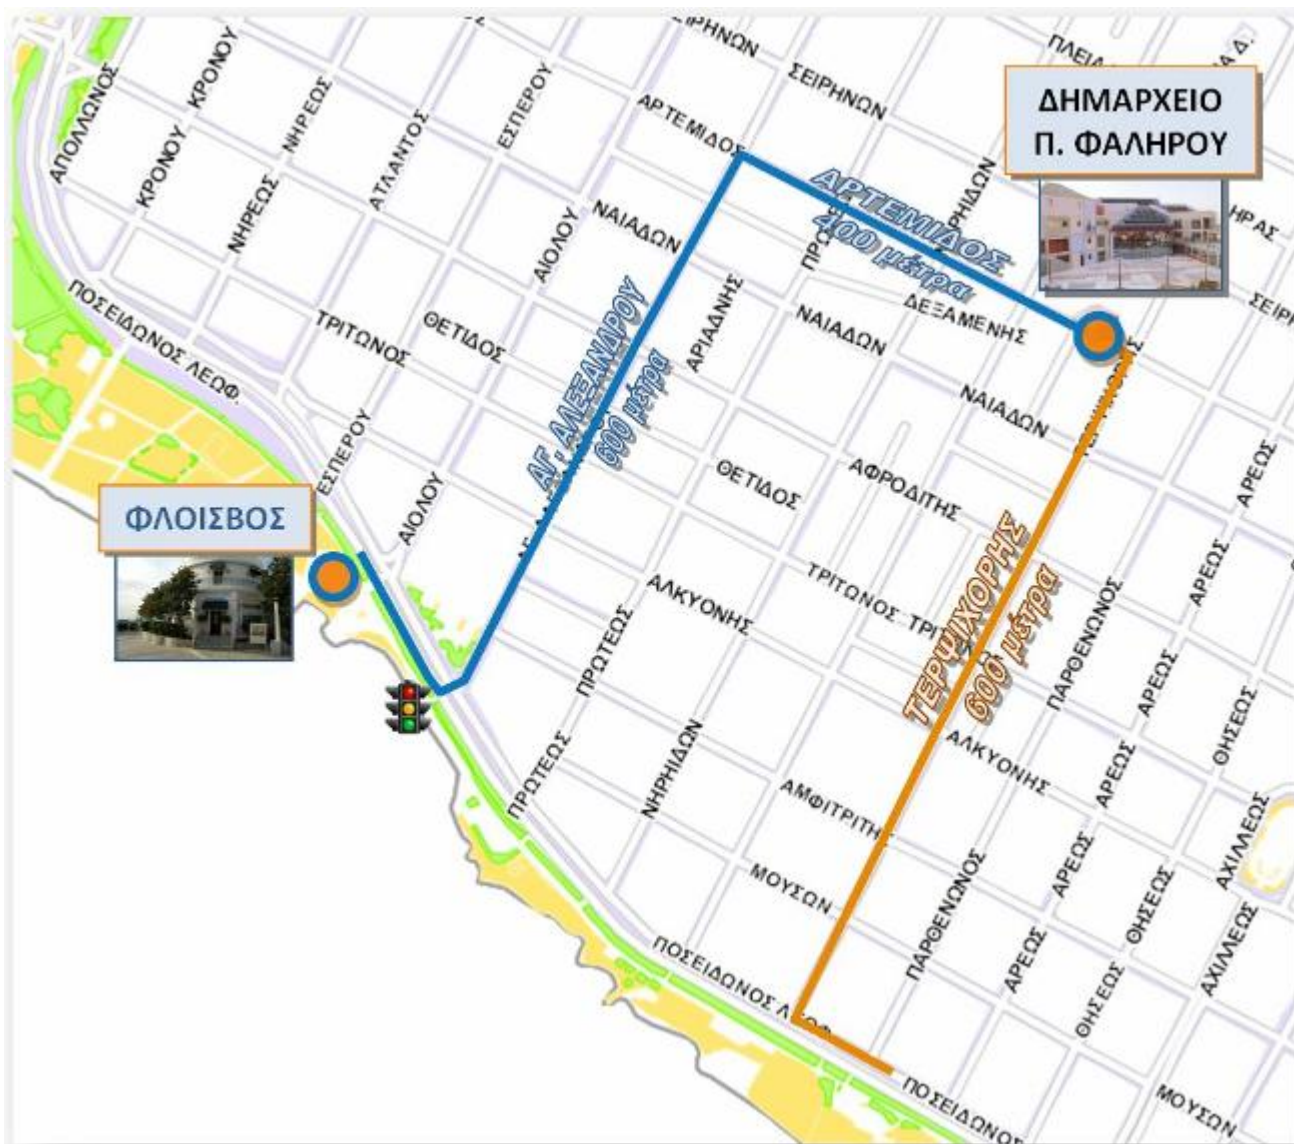 ΣΕΙΡΗΝΩΝ
ΚΡΟΝΟΥ
ΑΠΟΛΛΩΝΟΣ
ΝΗΡΕΩΣ
ΕΣΠΕΡΟΥ
ΑΤΛΑΝΤΟΣ
ΑΡΤΕΜΙΔΟΣ
ΔΗΜΑΡΧΕΙΟ
Π. ΦΑΛΗΡΟΥ
ΚΡΟΝΟΥ
ΝΗΡΕΩΣ
ΝΑΙΑΔΩΝ
ΑΙΟΛΟΥ
ΑΡΤΕΜΙΔΟΣ
400 μέτρα
ΔΕΞΑΜΕΝΗΣ
ΠΟΣΕΙΔΩΝΟΣ ΛΕΩΦ.
ΤΡΙΤΩΝΟΣ
ΘΕΤΙΔΟΣ
ΑΡΙΑΔΝΗΣ
ΝΑΙΑΔΩΝ
ΝΑΙΑΔΩΝ
ΑΓ. ΑΛΕΞΑΝΔΡΟΥ
600 μέτρα
ΕΣΠΕΡΟΥ
ΑΙΟΛΟΥ
ΘΕΤΙΔΟΣ
ΑΦΡΟΔΙΤΗΣ
ΑΡΕΩΣ
ΦΛΟΙΣΒΟΣ
ΑΛΚΥΟΝΗΣ
ΤΡΙΤΩΝΟΣ
ΤΕΡΨΙΧΟΡΗΣ
600 μέτρα
ΠΑΡΘΕΝΩΝΟΣ
ΑΡΕΩΣ
ΑΡΕΩΣ
ΠΡΩΤΕΩΣ
ΠΡΩΤΕΩΣ
ΝΗΡΗΙΔΩΝ
ΑΛΚΥΟΝΗΣ
ΑΡΕΩΣ
ΘΗΣΕΩΣ
ΑΜΦΙΤΡΙΤΗΣ
ΜΟΥΣΩΝ
ΠΑΡΘΕΝΩΝΟΣ
ΑΡΕΩΣ
ΘΗΣΕΩΣ
ΑΧΙΛΛΕΩΣ
ΠΟΣΕΙΔΩΝΟΣ ΛΕΩΦ.
ΑΡΕΩΣ
ΘΗΣΕΩΣ
ΑΧΙΛΛΕΩΣ
ΠΟΣΕΙΔΩΝΟΣ
ΜΟΥΣΩΝ